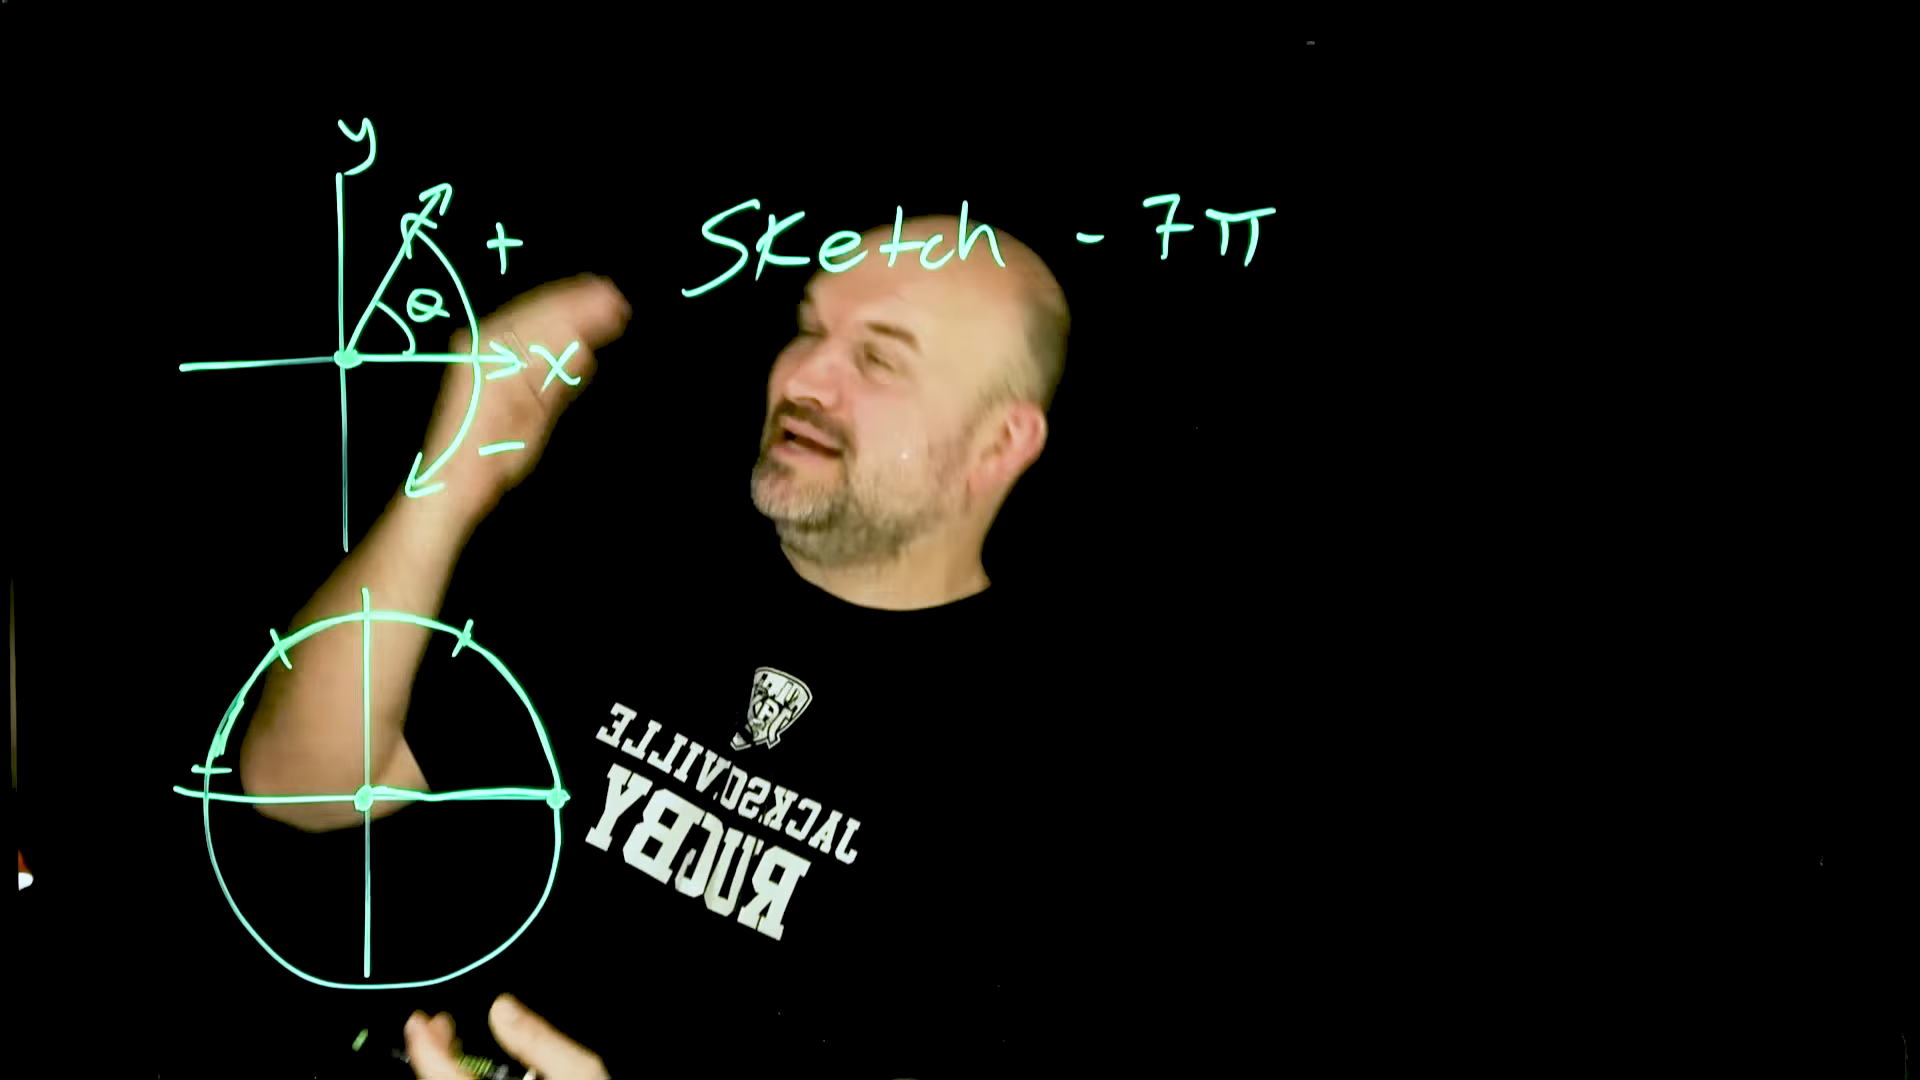 y
Sketch - 7π
+
θ
x
-
JACKSONVILLE
RUGBY